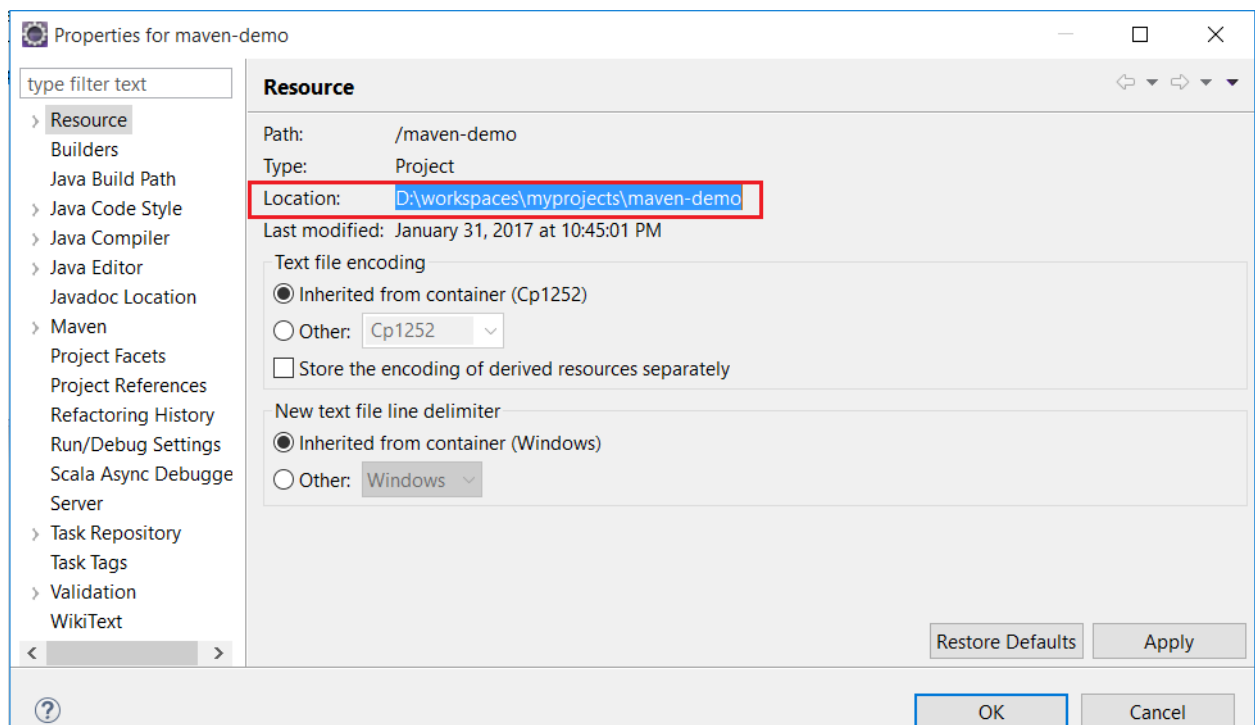 Properties for maven-demo
type filter text
Resource
Builders
Java Build Path
Java Code Style
Java Compiler
Java Editor
Javadoc Location
Maven
Project Facets
Project References
Refactoring History
Run/Debug Settings
Scala Async Debugge
Server
Task Repository
Task Tags
Validation
WikiText
Resource
Path: /maven-demo
Type: Project
Location: D:\workspaces\myprojects\maven-demo
Last modified: January 31, 2017 at 10:45:01 PM
Text file encoding
Inherited from container (Cp1252)
Other: Cp1252
Store the encoding of derived resources separately
New text file line delimiter
Inherited from container (Windows)
Other: Windows
Restore Defaults Apply
OK Cancel